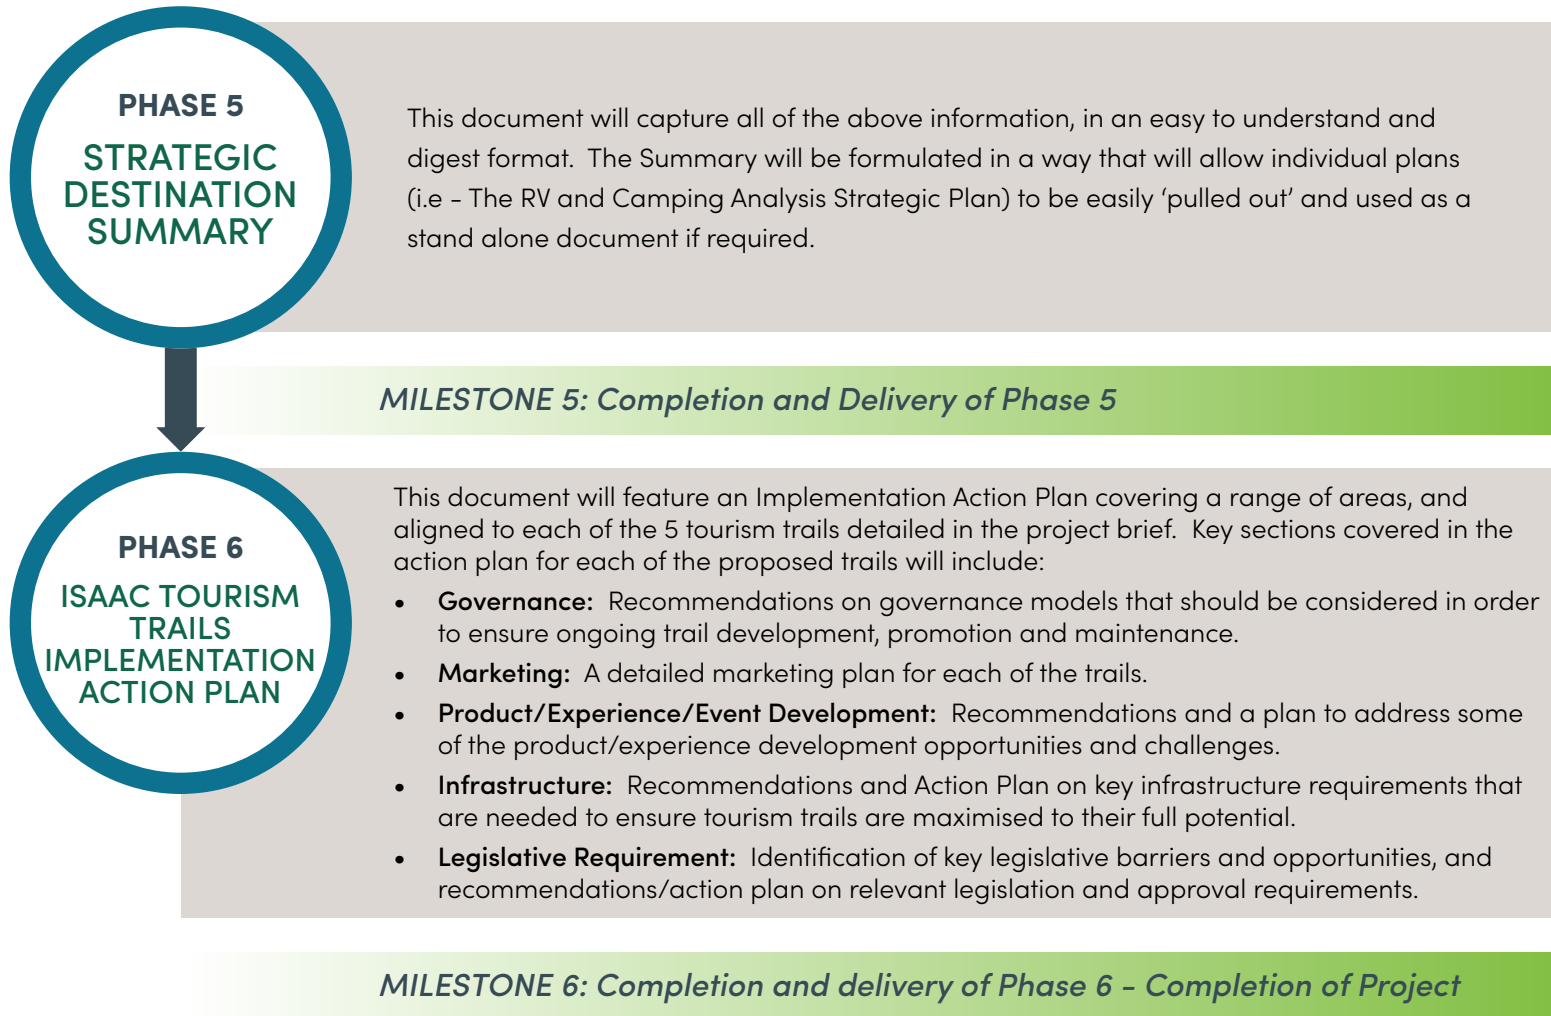 PHASE 5
STRATEGIC
DESTINATION
SUMMARY
This document will capture all of the above information, in an easy to understand and
digest format.  The Summary will be formulated in a way that will allow individual plans
(i.e - The RV and Camping Analysis Strategic Plan) to be easily ‘pulled out’ and used as a
stand alone document if required.
MILESTONE 5: Completion and Delivery of Phase 5
PHASE 6
ISAAC TOURISM
TRAILS
IMPLEMENTATION
ACTION PLAN
This document will feature an Implementation Action Plan covering a range of areas, and
aligned to each of the 5 tourism trails detailed in the project brief.  Key sections covered in the
action plan for each of the proposed trails will include:
• Governance:  Recommendations on governance models that should be considered in order
to ensure ongoing trail development, promotion and maintenance.
• Marketing:  A detailed marketing plan for each of the trails.
• Product/Experience/Event Development:  Recommendations and a plan to address some
of the product/experience development opportunities and challenges.
• Infrastructure:  Recommendations and Action Plan on key infrastructure requirements that
are needed to ensure tourism trails are maximised to their full potential.
• Legislative Requirement:  Identification of key legislative barriers and opportunities, and
recommendations/action plan on relevant legislation and approval requirements.
MILESTONE 6: Completion and delivery of Phase 6 - Completion of Project